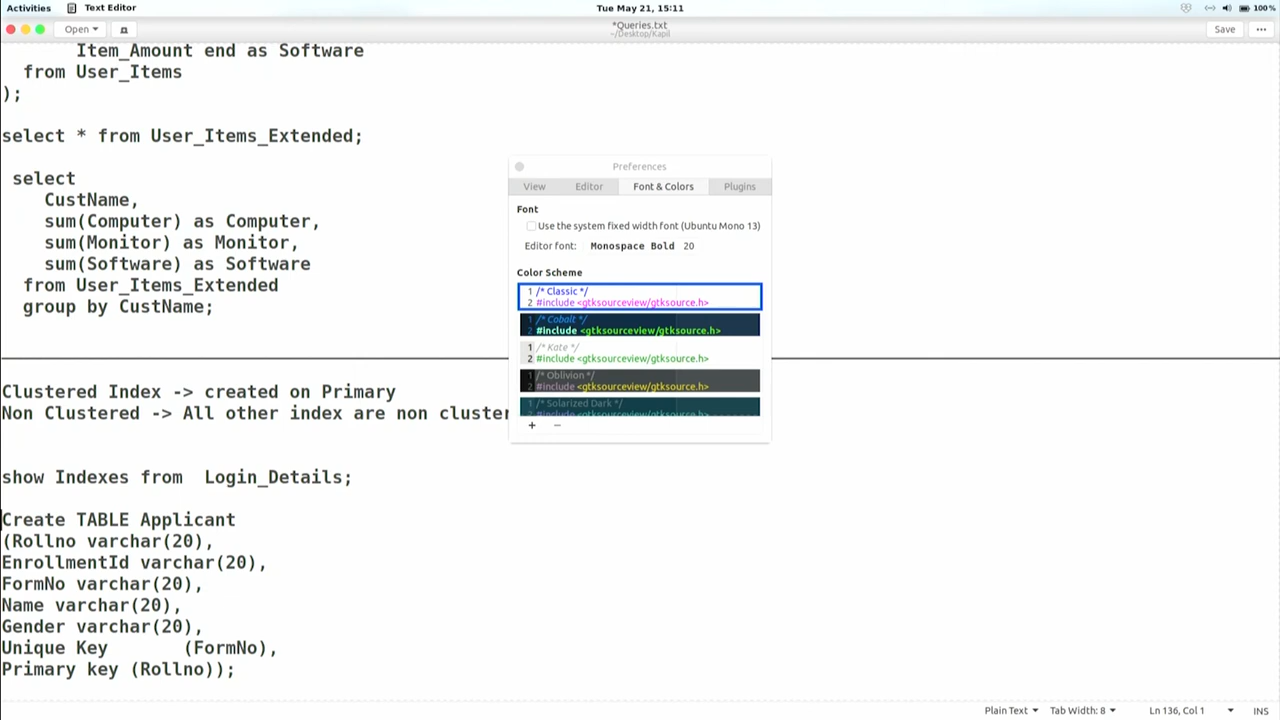 Activities Text Editor Tue May 21, 15:11 100%
Open *Queries.txt Save
~/Desktop/Kapil
Item_Amount end as Software
from User_Items
);
select * from User_Items_Extended;
select
CustName,
sum(Computer) as Computer,
sum(Monitor) as Monitor,
sum(Software) as Software
from User_Items_Extended
group by CustName;
Clustered Index -> created on Primary
Non Clustered -> All other index are non cluster
show Indexes from Login_Details;
Create TABLE Applicant
(Rollno varchar(20),
EnrollmentId varchar(20),
FormNo varchar(20),
Name varchar(20),
Gender varchar(20),
Unique Key (FormNo),
Primary key (Rollno));
Preferences
View Editor Font & Colors Plugins
Font
Use the system fixed width font (Ubuntu Mono 13)
Editor font: Monospace Bold 20
Color Scheme
1 /* Classic */
2 #include <gtksourceview/gtksource.h>
1 /* Cobalt */
2 #include <gtksourceview/gtksource.h>
1 /* Kate */
2 #include <gtksourceview/gtksource.h>
1 /* Oblivion */
2 #include <gtksourceview/gtksource.h>
1 /* Solarized Dark */
2 #include <gtksourceview/gtksource.h>
+ −
Plain Text Tab Width: 8 Ln 136, Col 1 INS